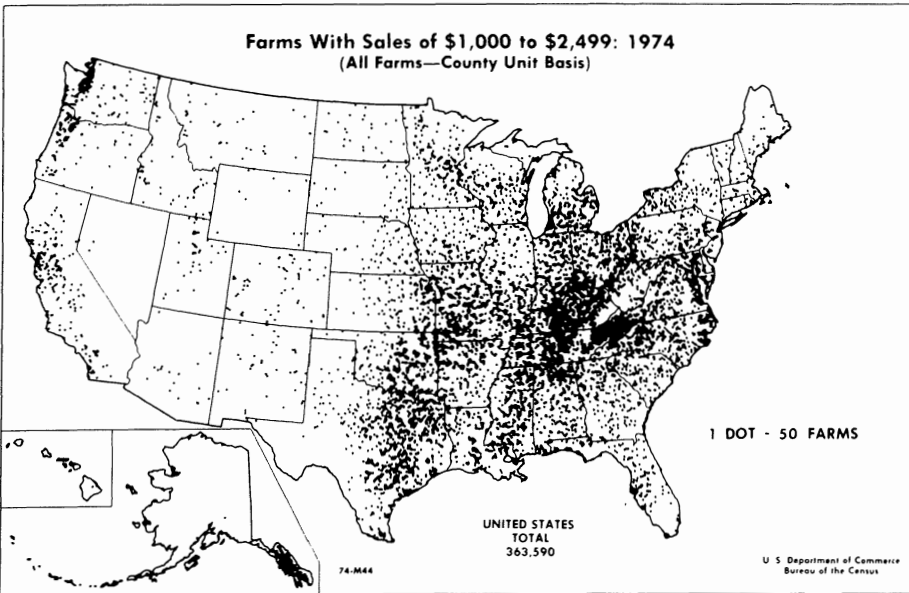 Farms With Sales of $1,000 to $2,499: 1974
(All Farms—County Unit Basis)
1 DOT - 50 FARMS
UNITED STATES
TOTAL
363,590
74-M44
U S Department of Commerce
Bureau of the Census